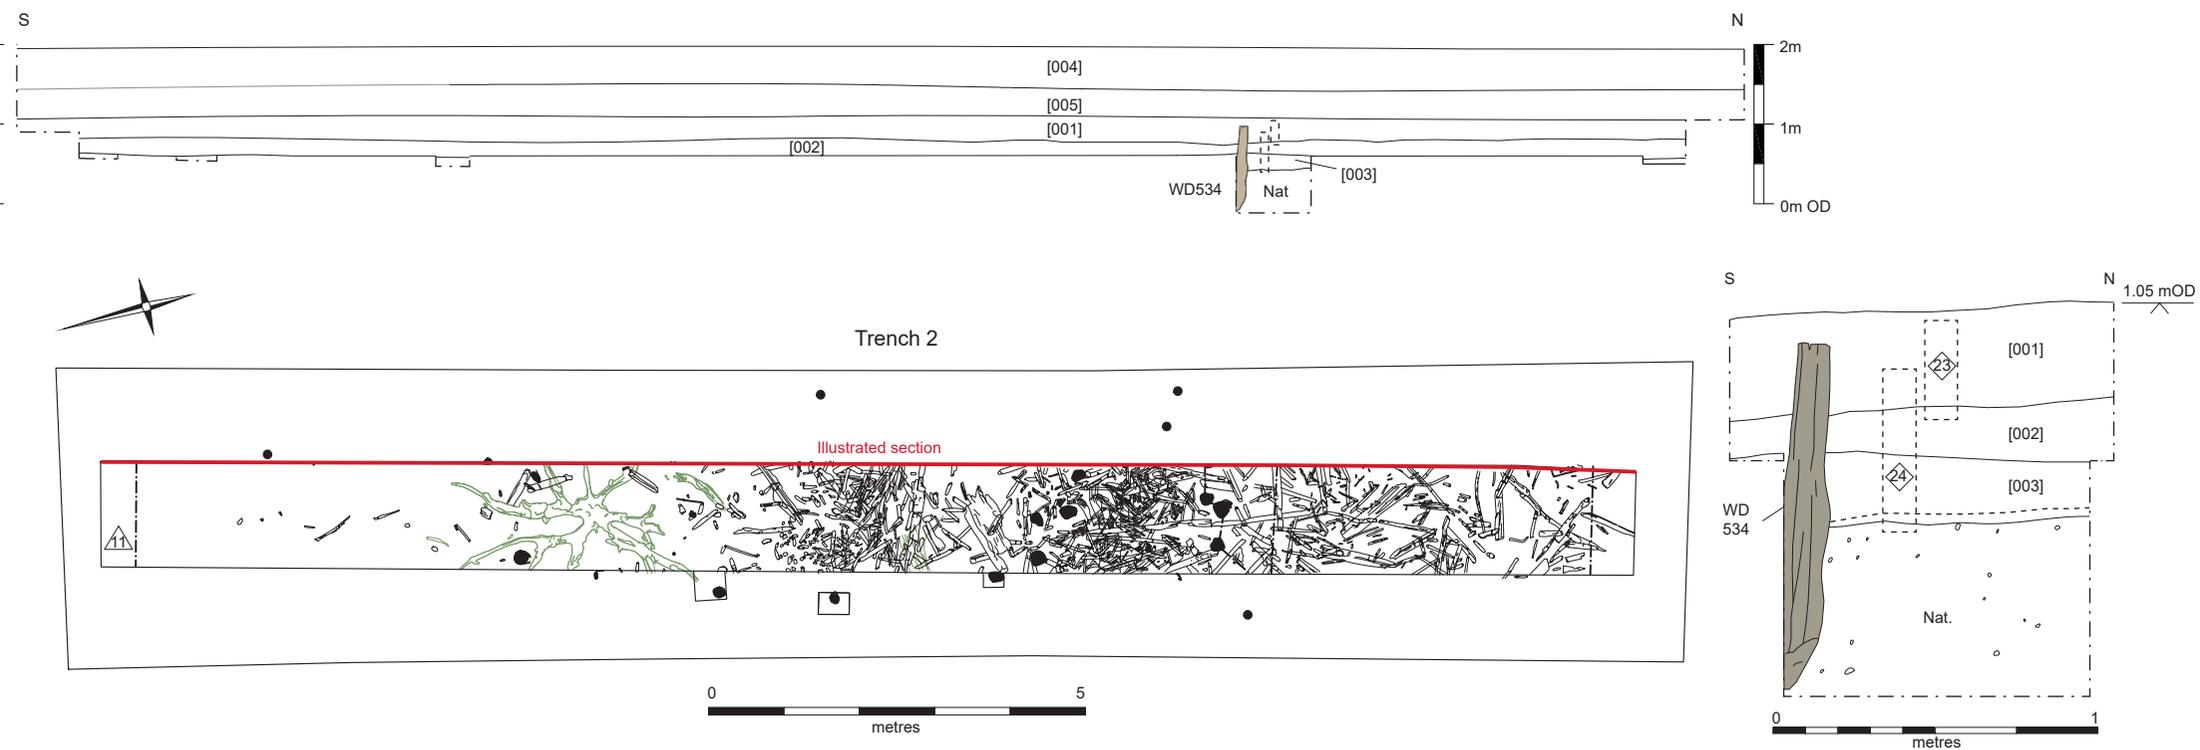 S
N
[004]
[005]
[001]
[002]
[003]
WD534
Nat
2m
1m
0m OD
Trench 2
Illustrated section
11
0
5
metres
S
N
1.05 mOD
[001]
23
[002]
24
[003]
WD
534
Nat.
0
1
metres